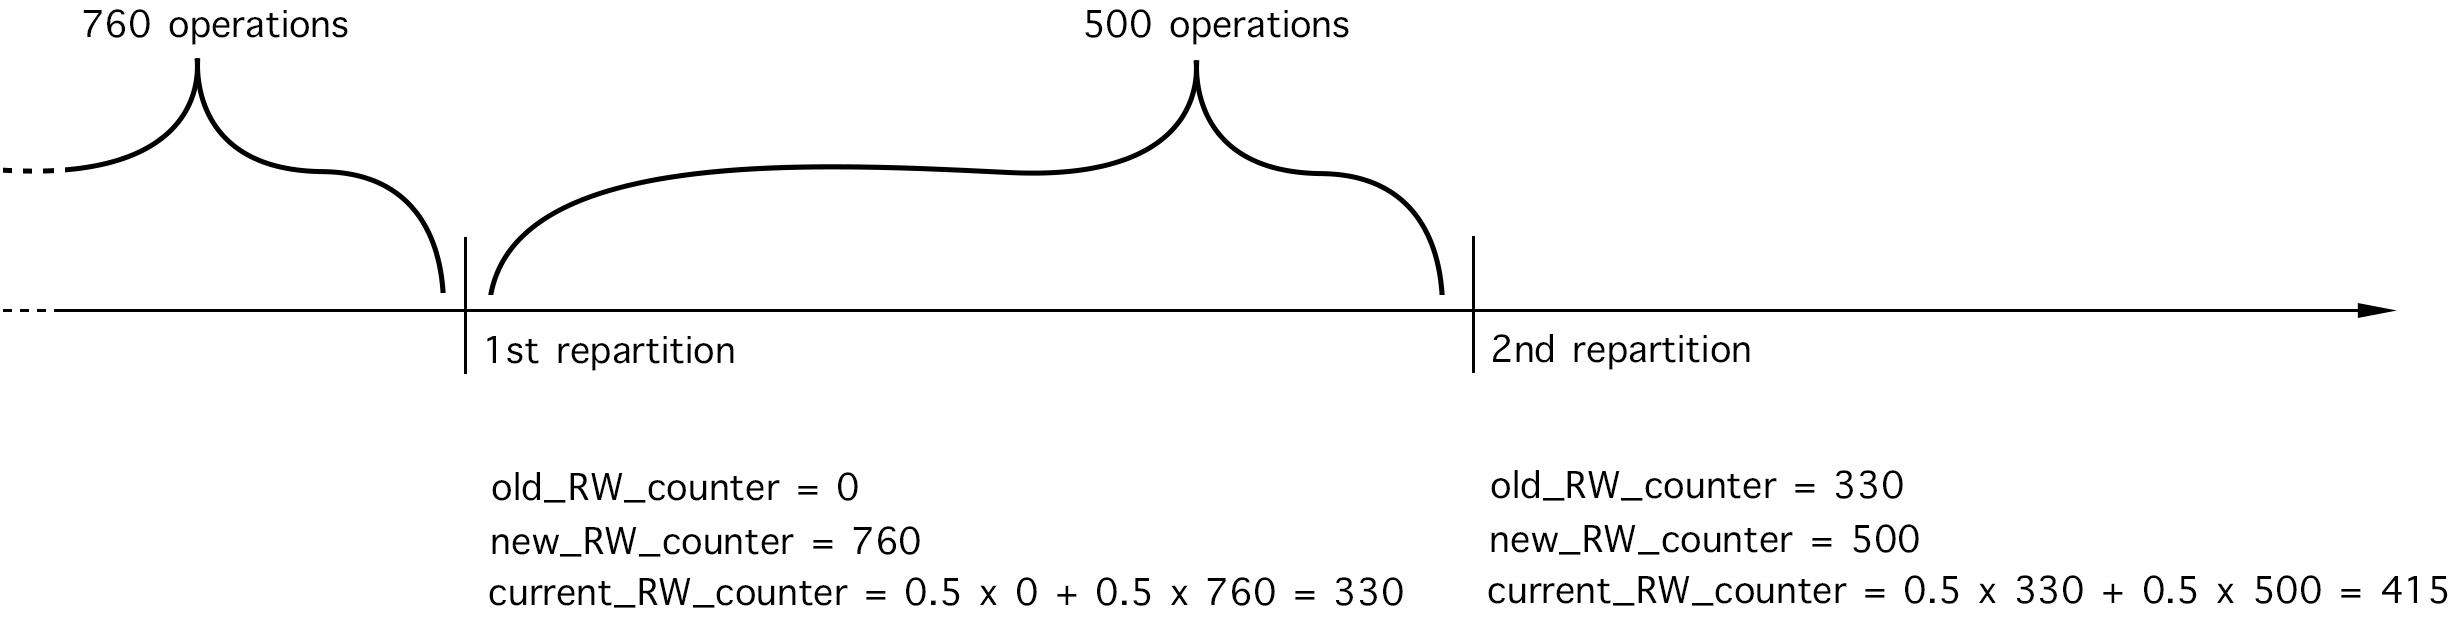 760 operations
500 operations
1st repartition
2nd repartition
old_RW_counter = 0
new_RW_counter = 760
current_RW_counter = 0.5 x 0 + 0.5 x 760 = 330
old_RW_counter = 330
new_RW_counter = 500
current_RW_counter = 0.5 x 330 + 0.5 x 500 = 415